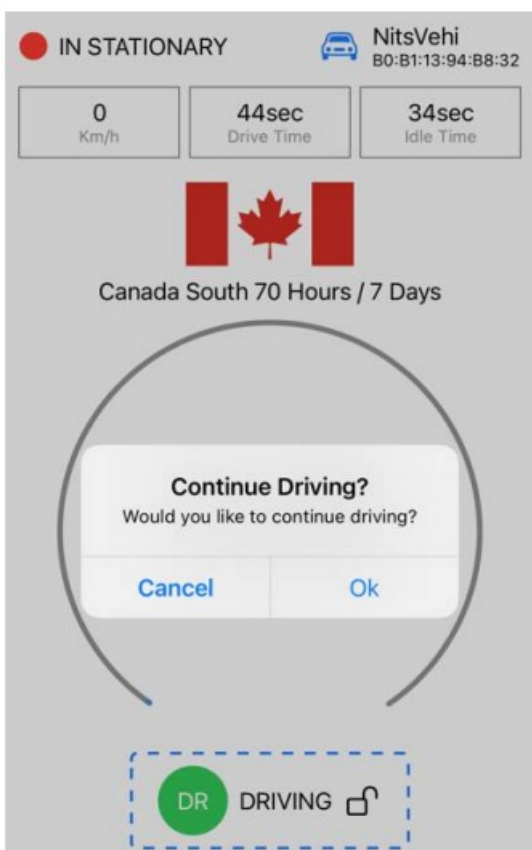 IN STATIONARY
NitsVehi
B0:B1:13:94:B8:32
0
Km/h
44sec
Drive Time
34sec
Idle Time
Canada South 70 Hours / 7 Days
Continue Driving?
Would you like to continue driving?
Cancel
Ok
DR
DRIVING